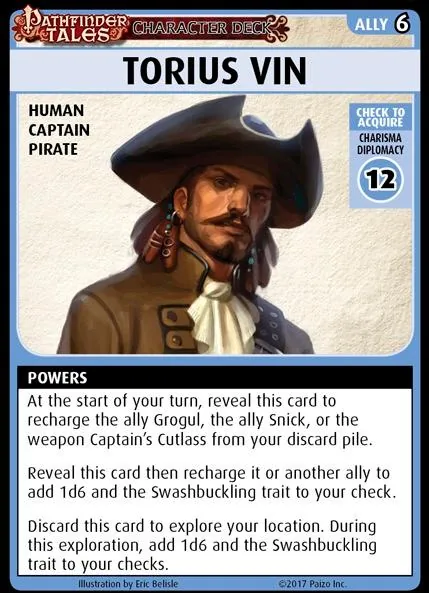 PATHFINDER
TALES CHARACTER DECK
ALLY 6
TORIUS VIN
HUMAN
CAPTAIN
PIRATE
CHECK TO
ACQUIRE
CHARISMA
DIPLOMACY
12
POWERS
At the start of your turn, reveal this card to
recharge the ally Grogul, the ally Snick, or the
weapon Captain’s Cutlass from your discard pile.
Reveal this card then recharge it or another ally to
add 1d6 and the Swashbuckling trait to your check.
Discard this card to explore your location. During
this exploration, add 1d6 and the Swashbuckling
trait to your checks.
Illustration by Eric Belisle
©2017 Paizo Inc.